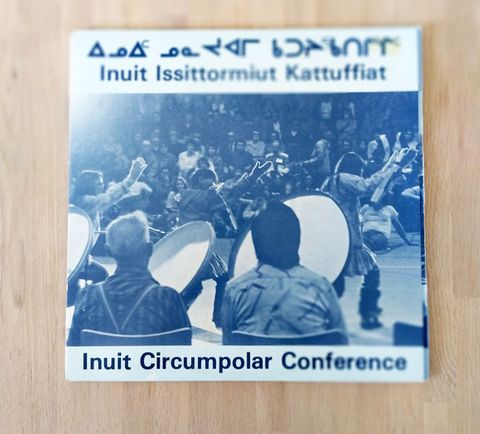 ᐃᓄᐃᑦ
Inuit Issittormiut Kattuffiat
Inuit Circumpolar Conference